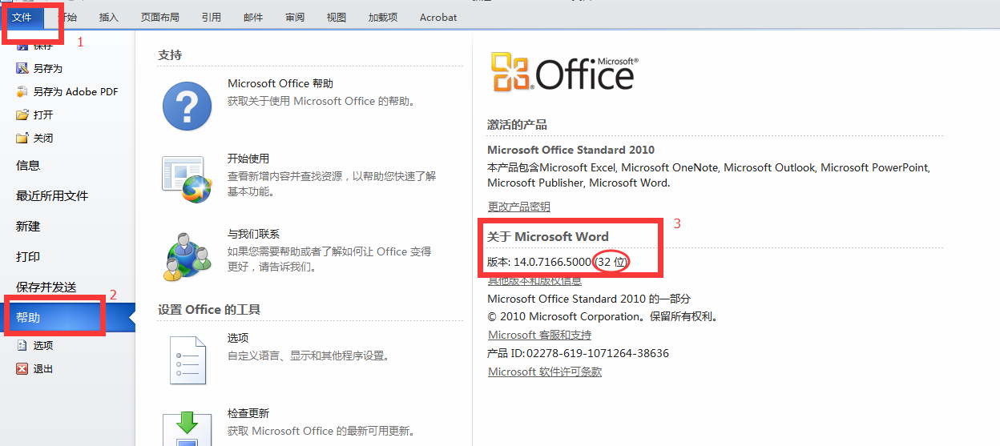 文件
开始
插入
页面布局
引用
邮件
审阅
视图
加载项
Acrobat
1
保存
另存为
另存为 Adobe PDF
打开
关闭
信息
最近所用文件
新建
打印
保存并发送
2
帮助
选项
退出
支持
Microsoft Office 帮助
获取关于使用 Microsoft Office 的帮助。
开始使用
查看新增内容并查找资源，以帮助您快速了解
基本功能。
与我们联系
如果您需要帮助或者了解如何让 Office 变得
更好，请告诉我们。
设置 Office 的工具
选项
自定义语言、显示和其他程序设置。
检查更新
获取 Microsoft Office 的最新可用更新。
Microsoft®
Office
激活的产品
Microsoft Office Standard 2010
本产品包含Microsoft Excel, Microsoft OneNote, Microsoft Outlook, Microsoft PowerPoint,
Microsoft Publisher, Microsoft Word.
更改产品密钥
3
关于 Microsoft Word
版本: 14.0.7166.5000 (32 位)
其他版本和版权信息
Microsoft Office Standard 2010 的一部分
© 2010 Microsoft Corporation。保留所有权利。
Microsoft 客服和支持
产品 ID: 02278-619-1071264-38636
Microsoft 软件许可条款